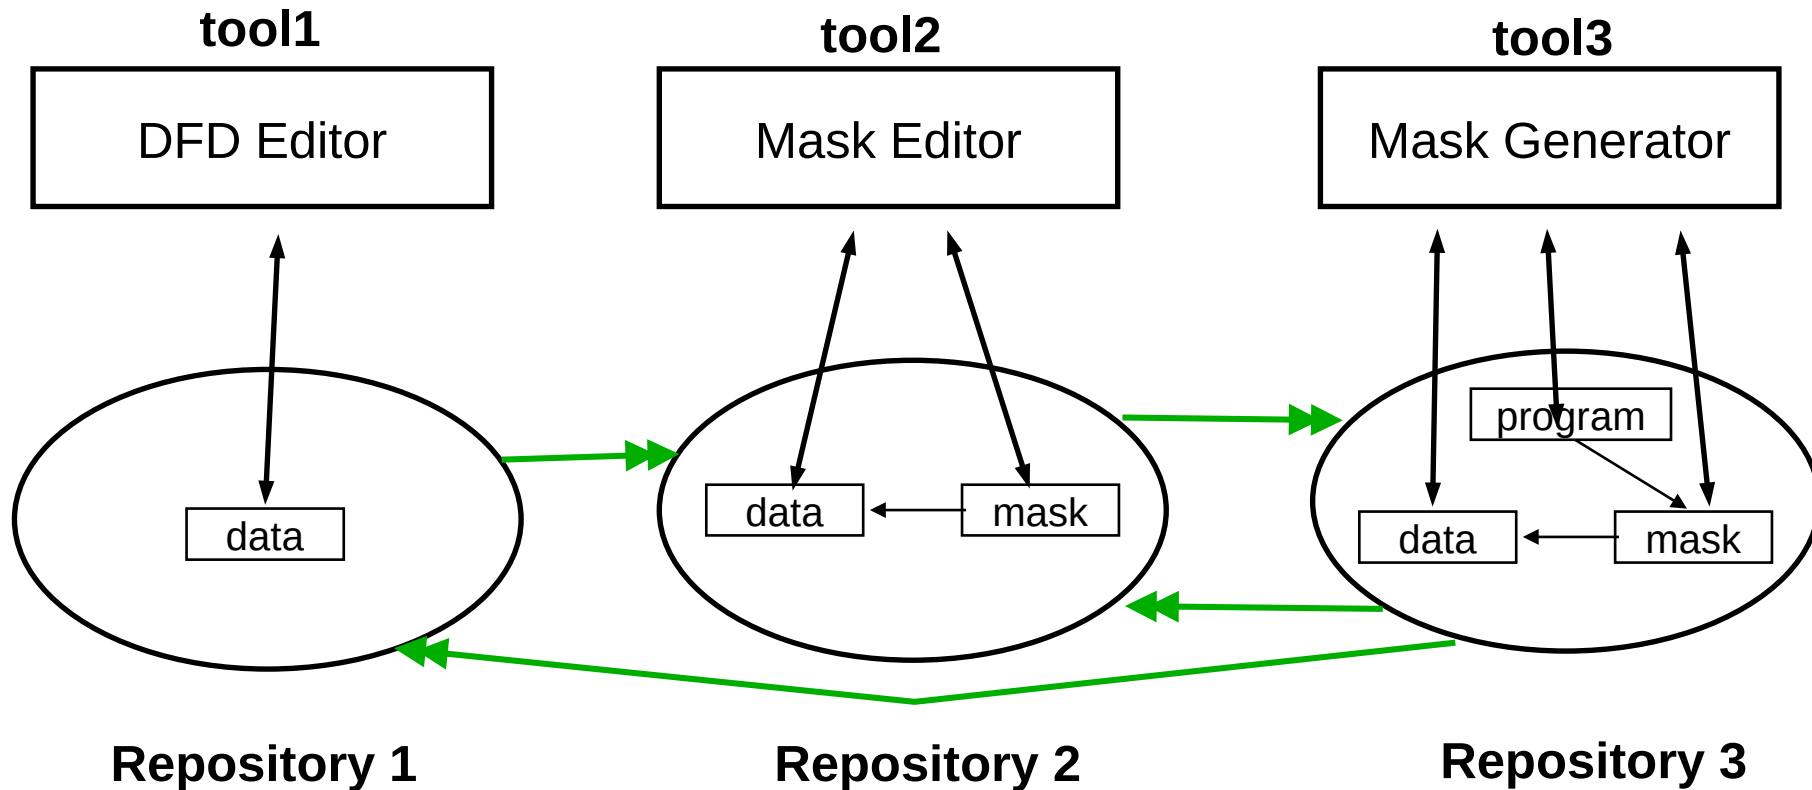 tool1
tool2
tool3
DFD Editor
Mask Editor
Mask Generator
program
data
data
mask
data
mask
Repository 1
Repository 2
Repository 3